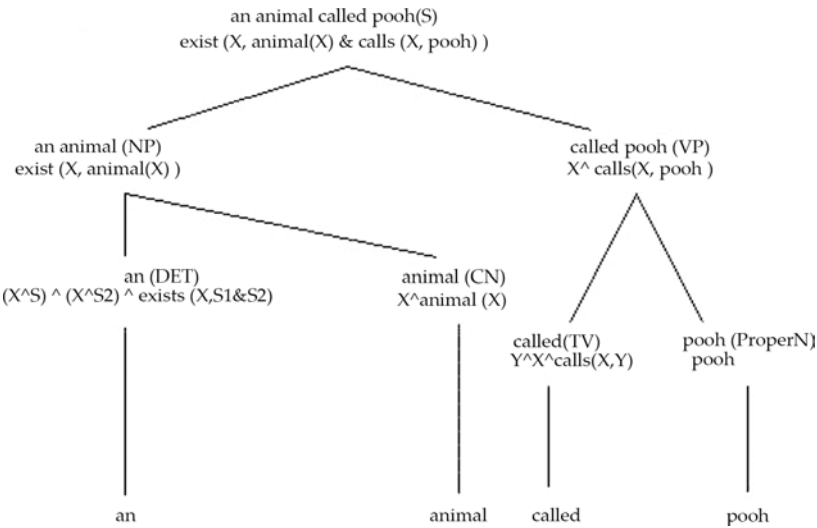 an animal called pooh(S)
exist (X, animal(X) & calls (X, pooh) )
an animal (NP)
exist (X, animal(X) )
called pooh (VP)
X^ calls(X, pooh )
an (DET)
(X^S) ^ (X^S2) ^ exists (X,S1&S2)
animal (CN)
X^animal (X)
called(TV)
Y^X^calls(X,Y)
pooh (ProperN)
pooh
an
animal
called
pooh